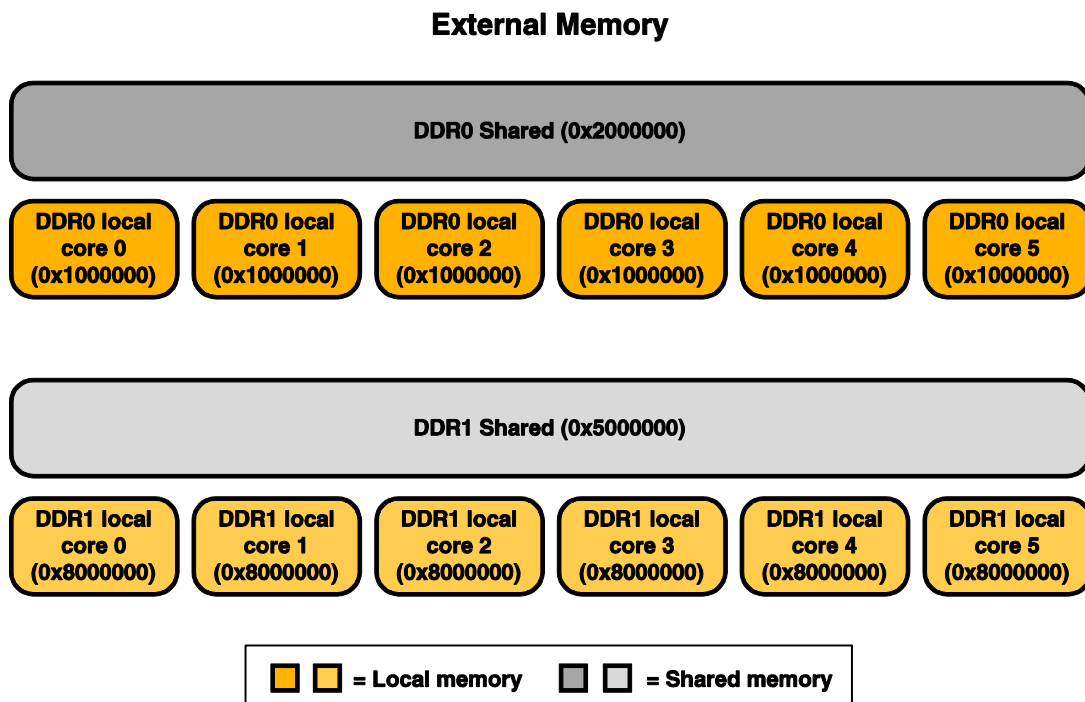 External Memory
DDR0 Shared (0x2000000)
DDR0 local
core 0
(0x1000000)
DDR0 local
core 1
(0x1000000)
DDR0 local
core 2
(0x1000000)
DDR0 local
core 3
(0x1000000)
DDR0 local
core 4
(0x1000000)
DDR0 local
core 5
(0x1000000)
DDR1 Shared (0x5000000)
DDR1 local
core 0
(0x8000000)
DDR1 local
core 1
(0x8000000)
DDR1 local
core 2
(0x8000000)
DDR1 local
core 3
(0x8000000)
DDR1 local
core 4
(0x8000000)
DDR1 local
core 5
(0x8000000)
= Local memory
= Shared memory